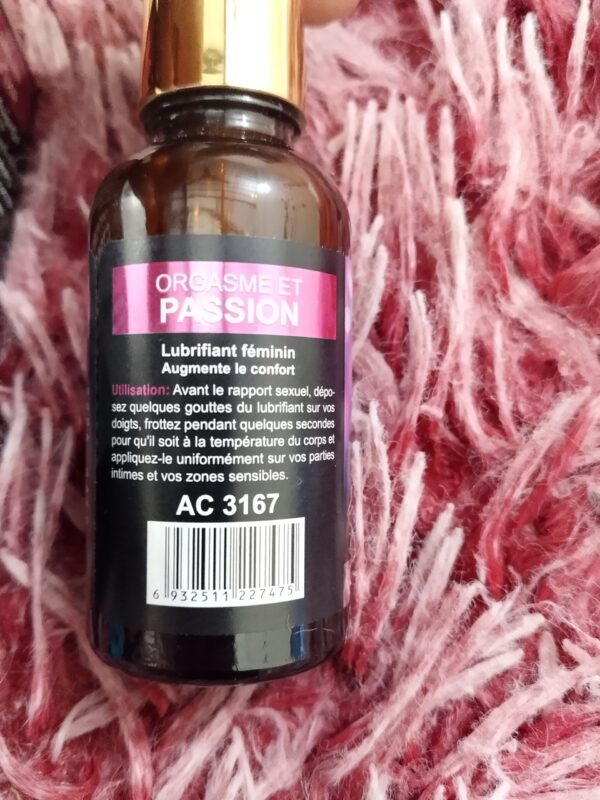 ORGASME ET
PASSION
Lubrifiant féminin
Augmente le confort
Utilisation: Avant le rapport sexuel, dépo-
sez quelques gouttes du lubrifiant sur vos
doigts, frottez pendant quelques secondes
pour qu'il soit à la température du corps et
appliquez-le uniformément sur vos parties
intimes et vos zones sensibles.
AC 3167
6 932511 227475